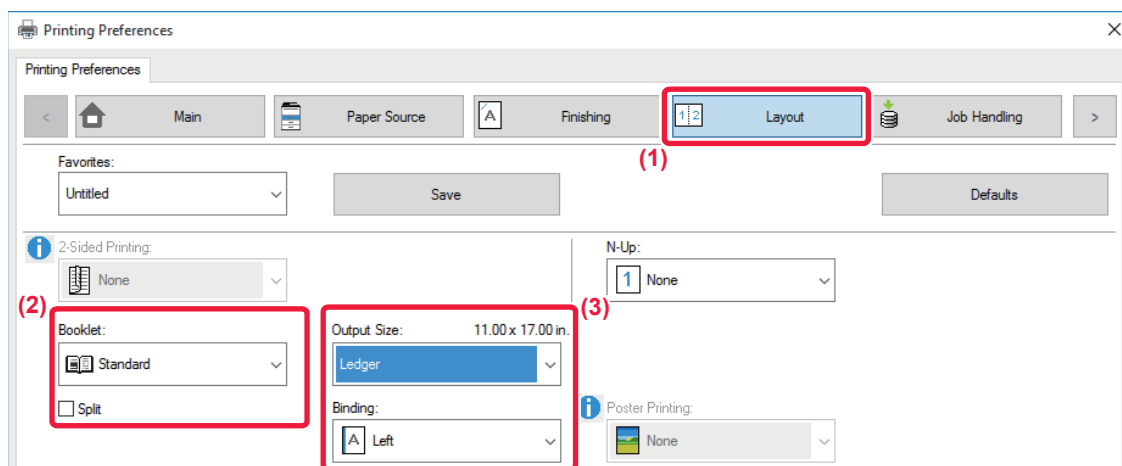 Printing Preferences
Printing Preferences
< Main Paper Source A Finishing 1 2 Layout Job Handling >
(1)
Favorites:
Untitled Save Defaults
2-Sided Printing: N-Up:
None 1 None
(2) (3)
Booklet: Output Size: 11.00 x 17.00 in.
Standard Ledger
Split Binding: Poster Printing:
A Left None